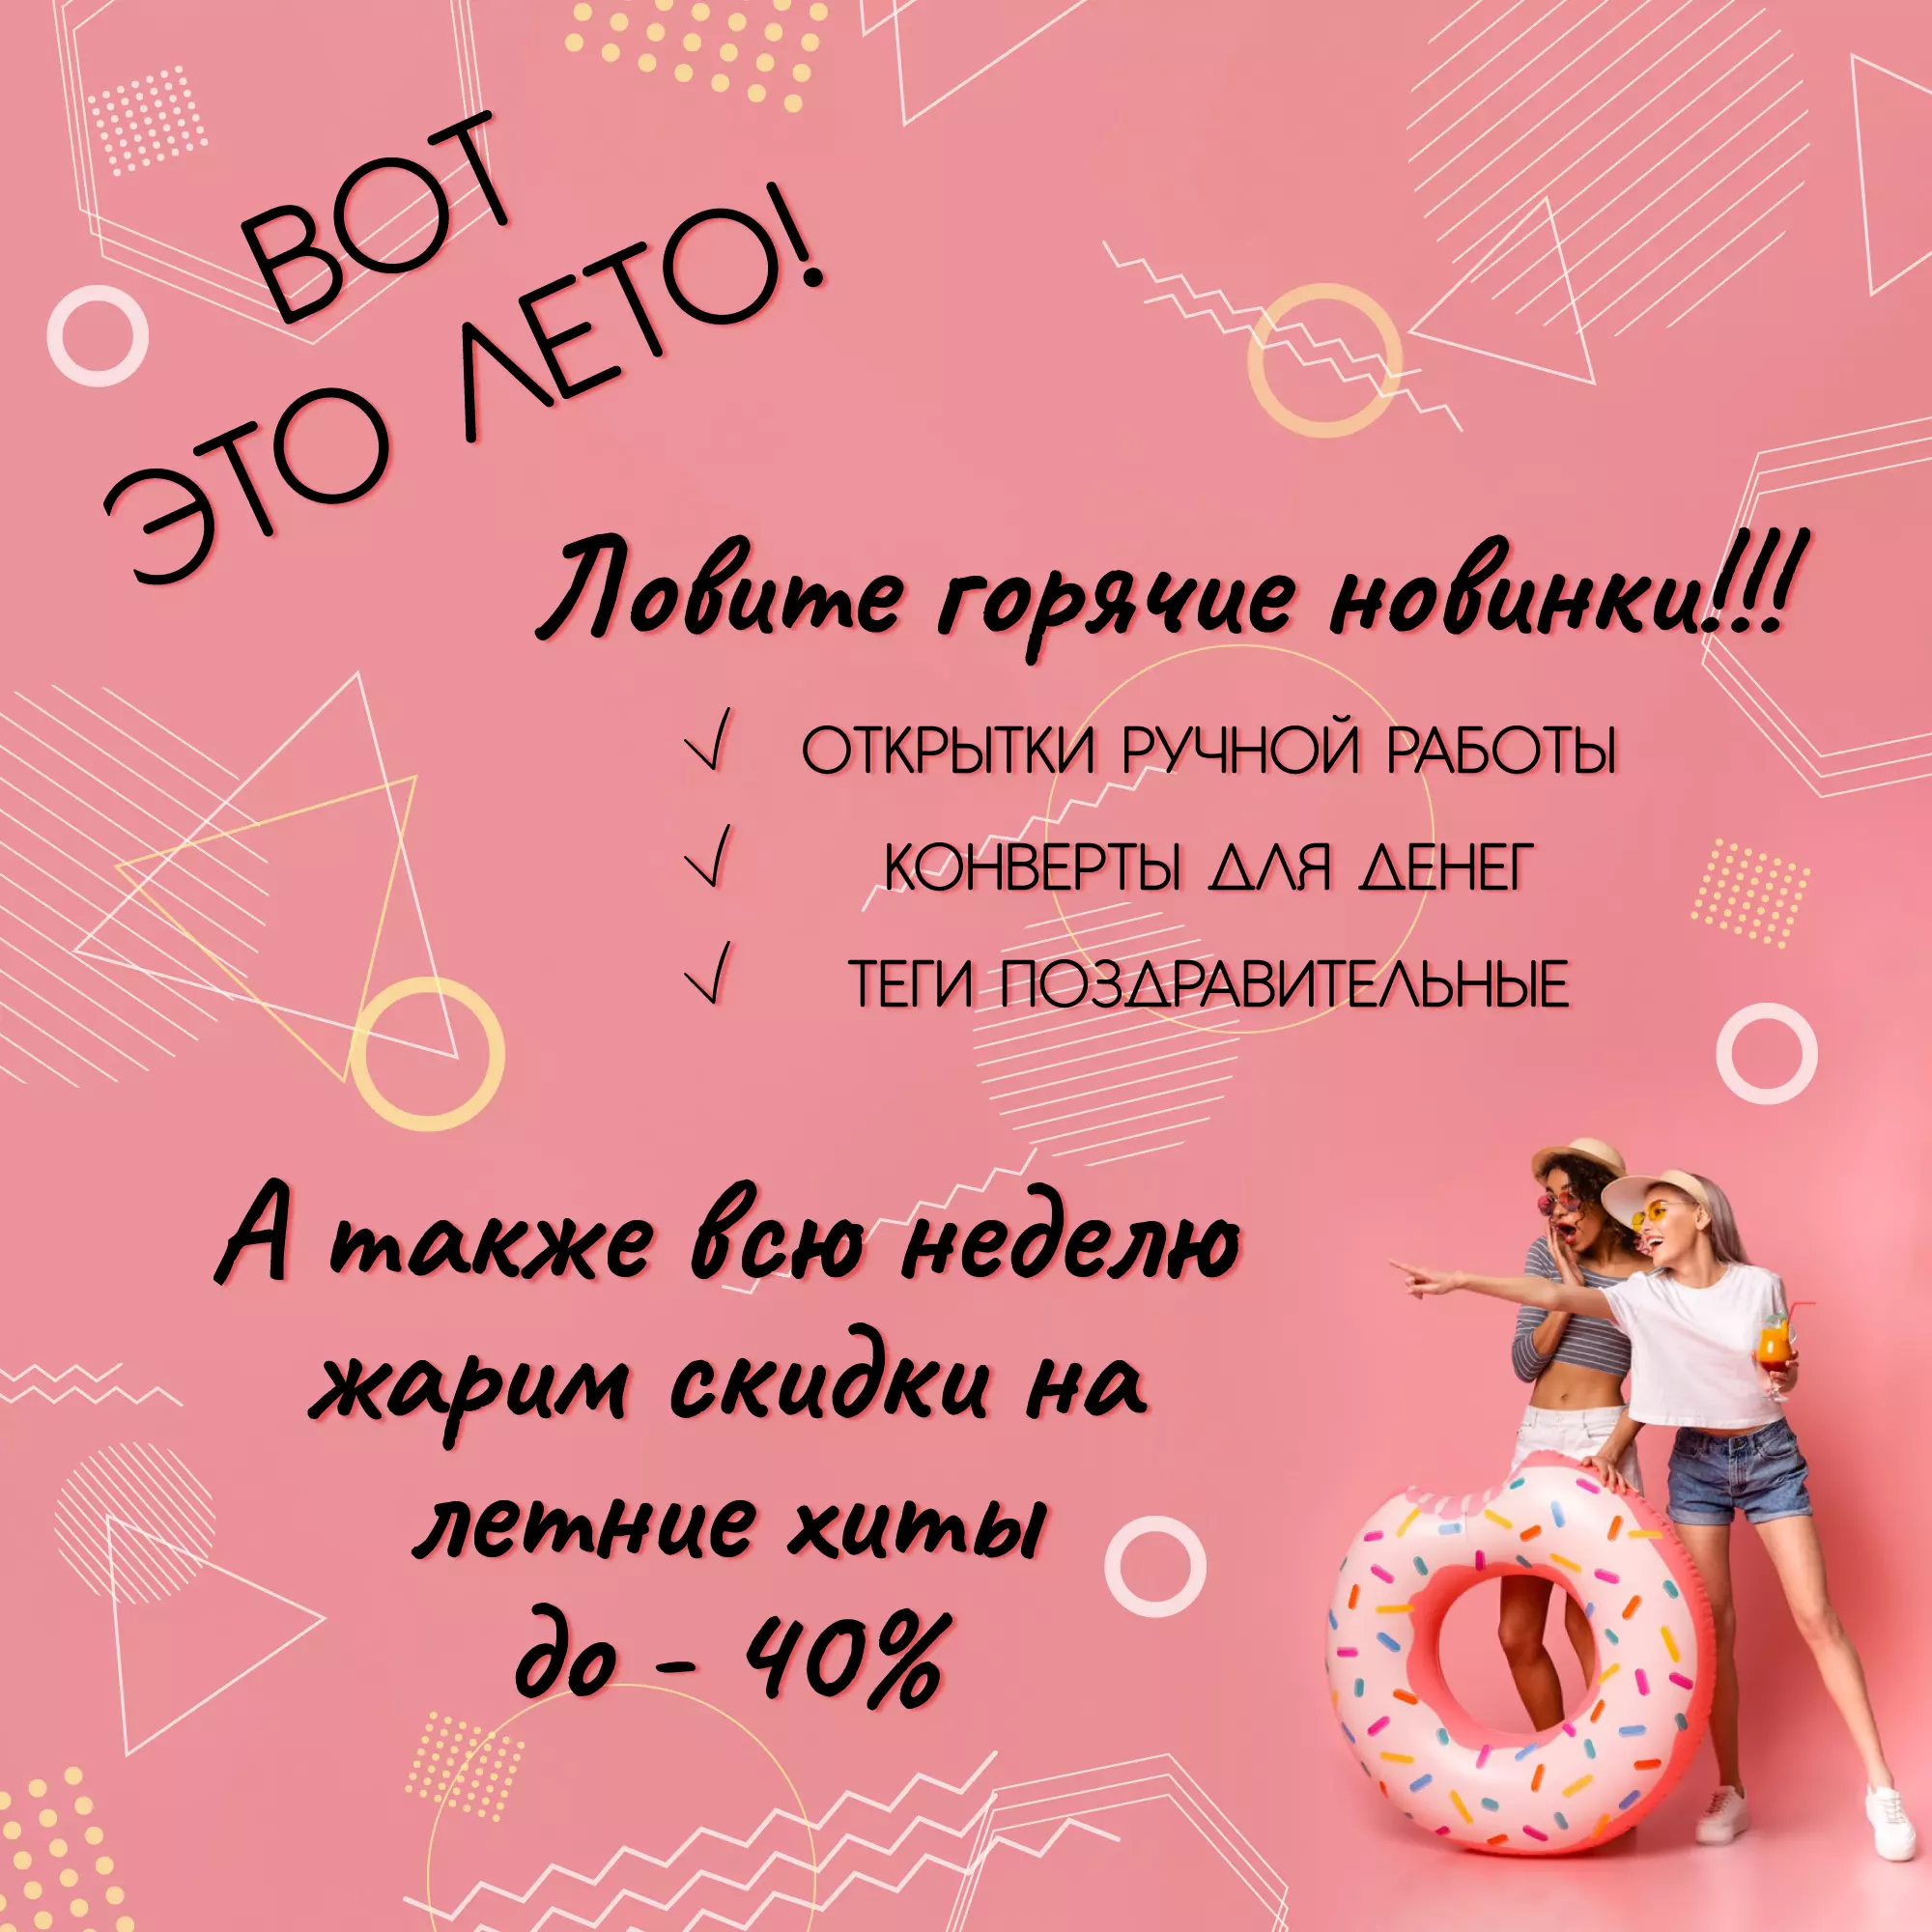 ВОТ
ЭТО ЛЕТО!
Ловите горячие новинки!!!
ОТКРЫТКИ РУЧНОЙ РАБОТЫ
КОНВЕРТЫ ДЛЯ ДЕНЕГ
ТЕГИ ПОЗДРАВИТЕЛЬНЫЕ
А также всю неделю
жарим скидки на
летние хиты
до - 40%